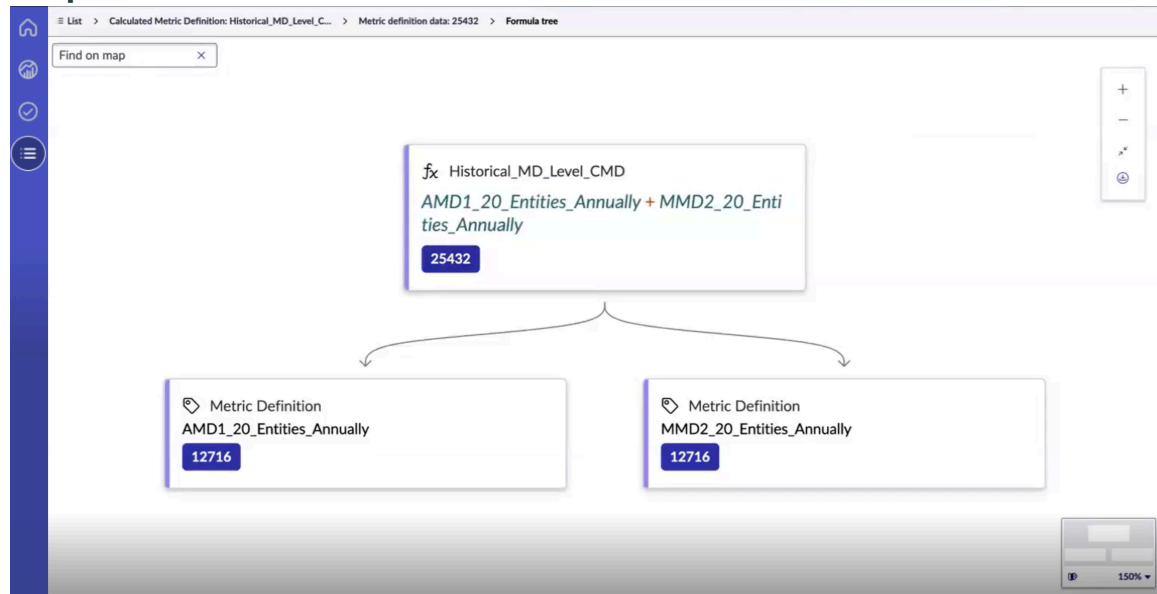 List > Calculated Metric Definition: Historical_MD_Level_C... > Metric definition data: 25432 > Formula tree
Find on map
fx Historical_MD_Level_CMD
AMD1_20_Entities_Annually + MMD2_20_Enti
ties_Annually
25432
Metric Definition
AMD1_20_Entities_Annually
12716
Metric Definition
MMD2_20_Entities_Annually
12716
150%